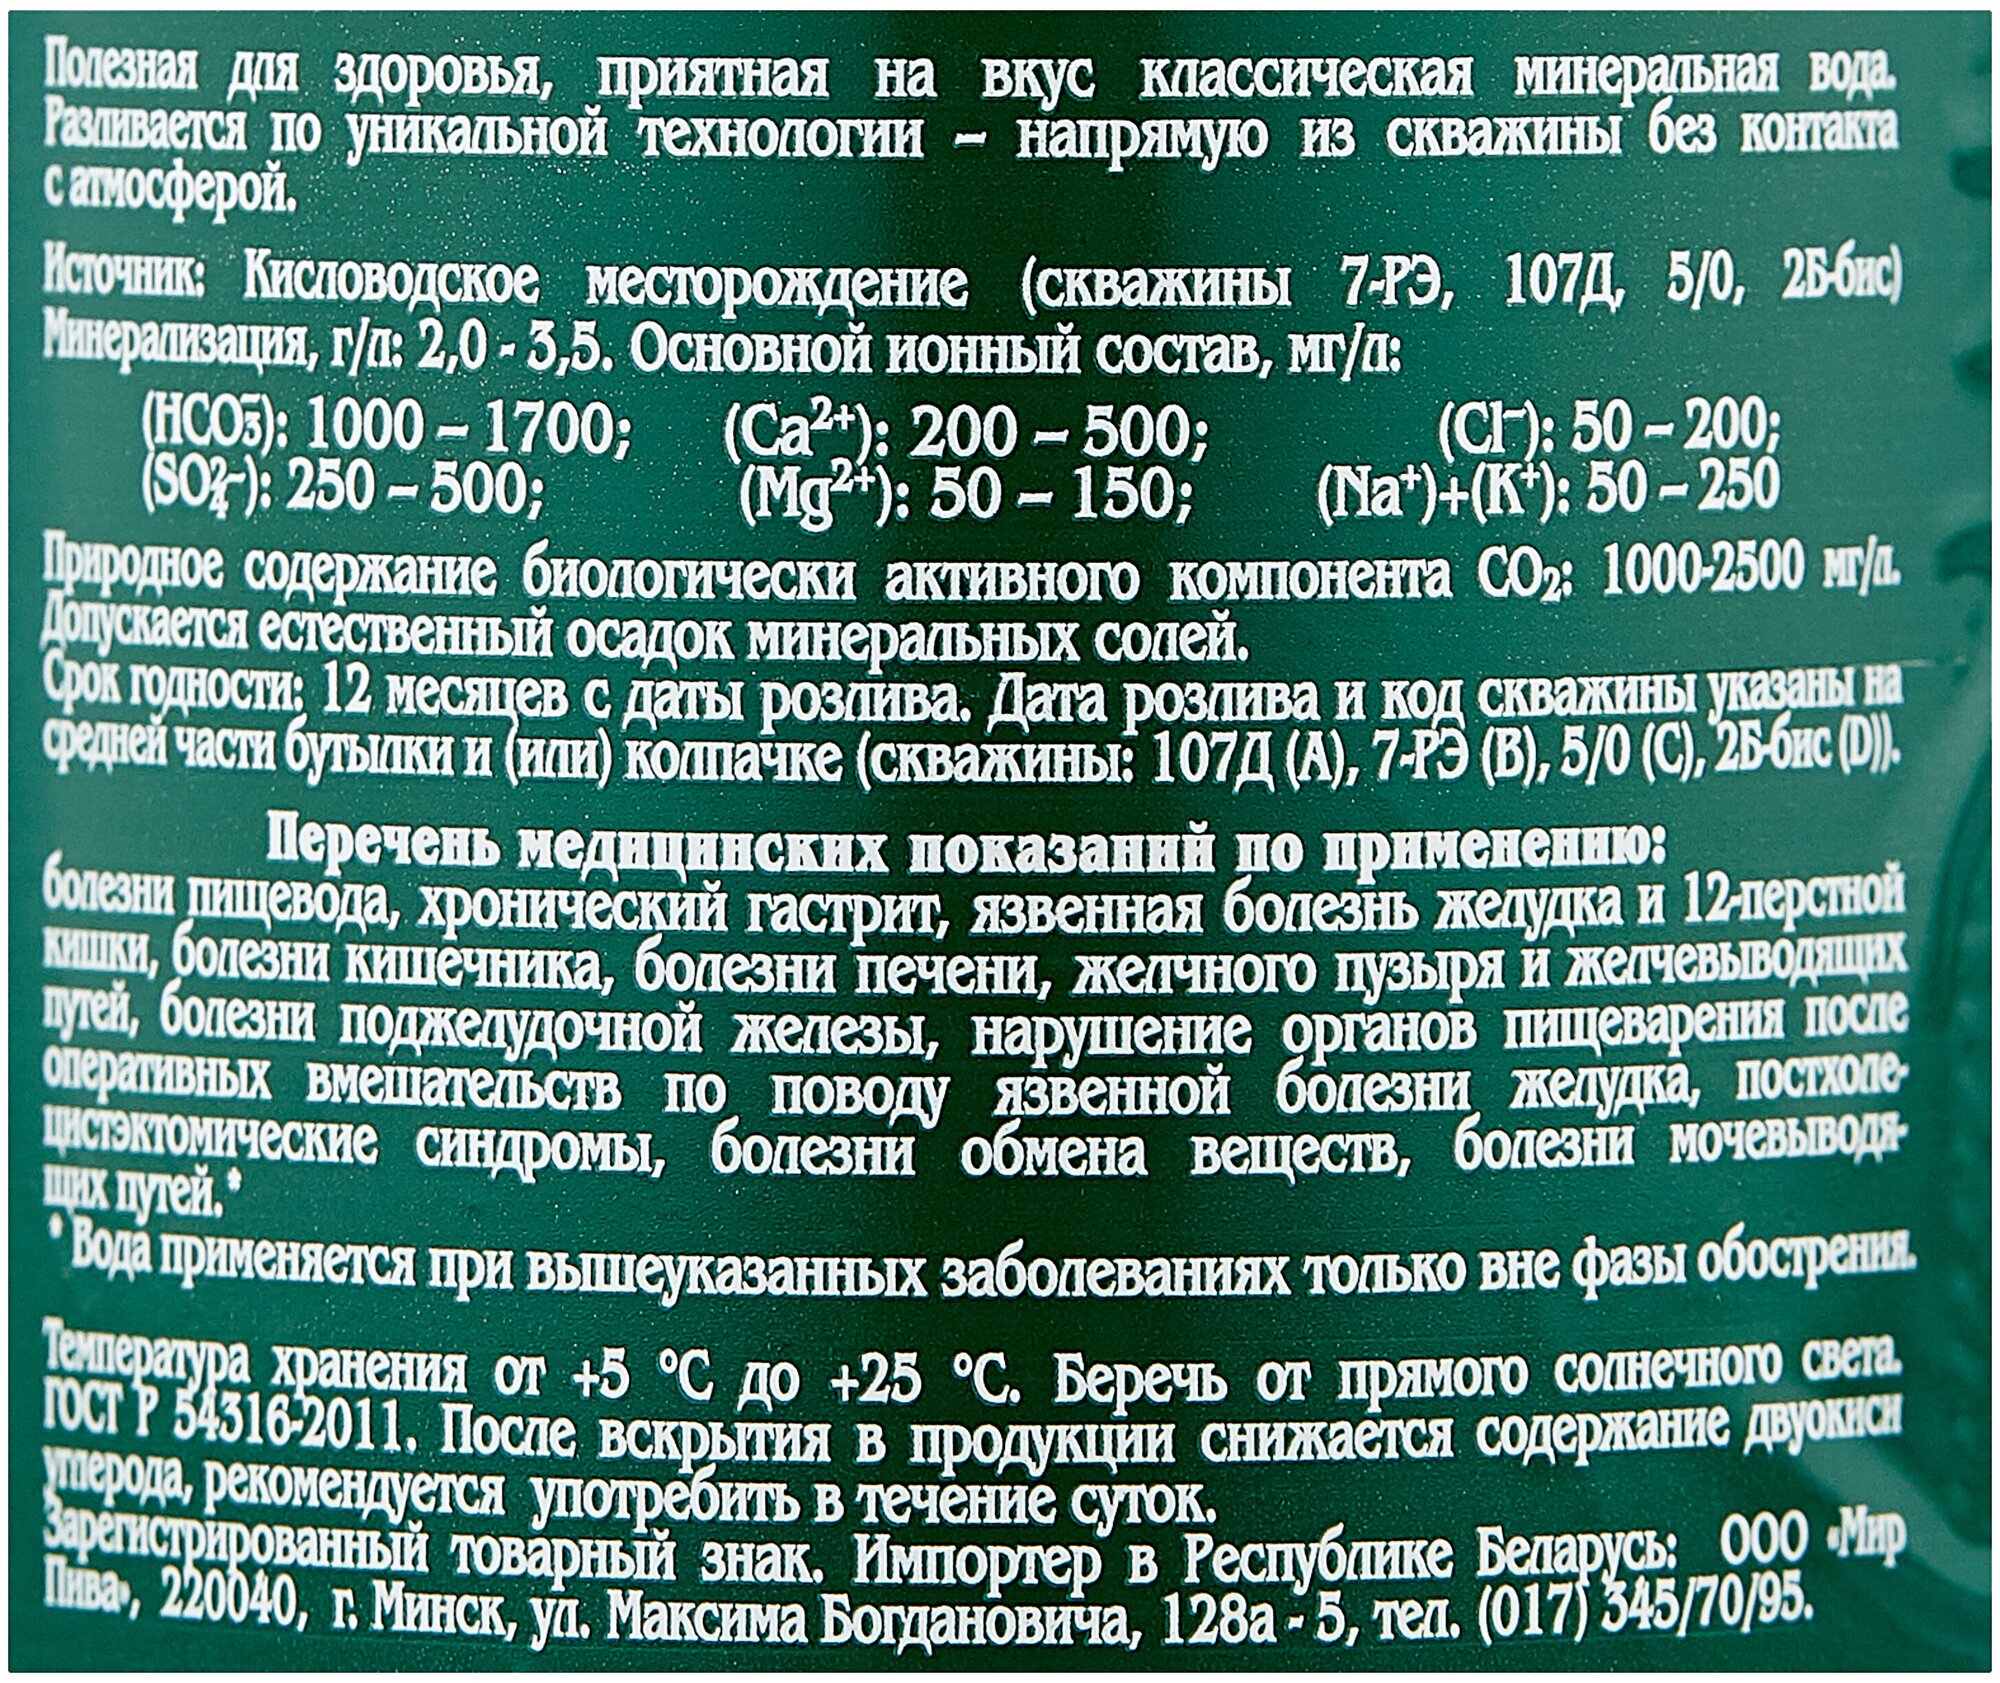 Полезная для здоровья, приятная на вкус классическая минеральная вода.
Разливается по уникальной технологии – напрямую из скважины без контакта
с атмосферой.
Источник: Кисловодское месторождение (скважины 7-РЭ, 107Д, 5/0, 2Б-бис)
Минерализация, г/л: 2,0 - 3,5. Основной ионный состав, мг/л:
(HCO₃⁻): 1000 – 1700; (Ca²⁺): 200 – 500; (Cl⁻): 50 – 200;
(SO₄²⁻): 250 – 500; (Mg²⁺): 50 – 150; (Na⁺)+(K⁺): 50 – 250
Природное содержание биологически активного компонента CO₂: 1000-2500 мг/л.
Допускается естественный осадок минеральных солей.
Срок годности: 12 месяцев с даты розлива. Дата розлива и код скважины указаны на
средней части бутылки и (или) колпачке (скважины: 107Д (А), 7-РЭ (В), 5/0 (С), 2Б-бис (D)).
Перечень медицинских показаний по применению:
болезни пищевода, хронический гастрит, язвенная болезнь желудка и 12-перстной
кишки, болезни кишечника, болезни печени, желчного пузыря и желчевыводящих
путей, болезни поджелудочной железы, нарушение органов пищеварения после
оперативных вмешательств по поводу язвенной болезни желудка, постхоле-
цистэктомические синдромы, болезни обмена веществ, болезни мочевыводя-
щих путей.*
* Вода применяется при вышеуказанных заболеваниях только вне фазы обострения.
Температура хранения от +5 °С до +25 °С. Беречь от прямого солнечного света.
ГОСТ Р 54316-2011. После вскрытия в продукции снижается содержание двуокиси
углерода, рекомендуется употребить в течение суток.
Зарегистрированный товарный знак. Импортер в Республике Беларусь: ООО «Мир
Пива», 220040, г. Минск, ул. Максима Богдановича, 128а - 5, тел. (017) 345/70/95.